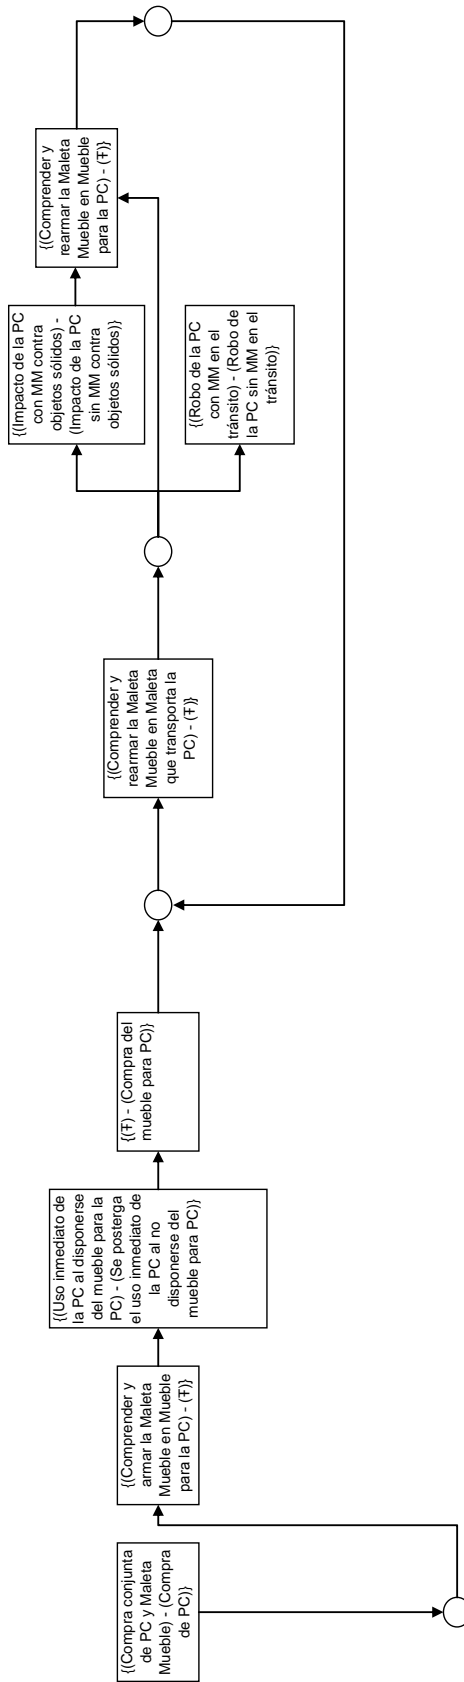 {(Compra conjunta
de PC y Maleta
Mueble) - (Compra
de PC)}
{(Comprender y
armar la Maleta
Mueble en Mueble
para la PC) - (Ŧ)}
{(Uso inmediato de
la PC al disponerse
del mueble para la
PC) - (Se posterga
el uso inmediato de
la PC al no
disponerse del
mueble para PC)}
{(Ŧ) - (Compra del
mueble para PC)}
{(Comprender y
rearmar la Maleta
Mueble en Maleta
que transporta la
PC) - (Ŧ)}
{(Impacto de la PC
con MM contra
objetos sólidos) -
(Impacto de la PC
sin MM contra
objetos sólidos)}
{(Robo de la PC
con MM en el
tránsito) - (Robo de
la PC sin MM en el
tránsito)}
{(Comprender y
rearmar la Maleta
Mueble en Mueble
para la PC) - (Ŧ)}